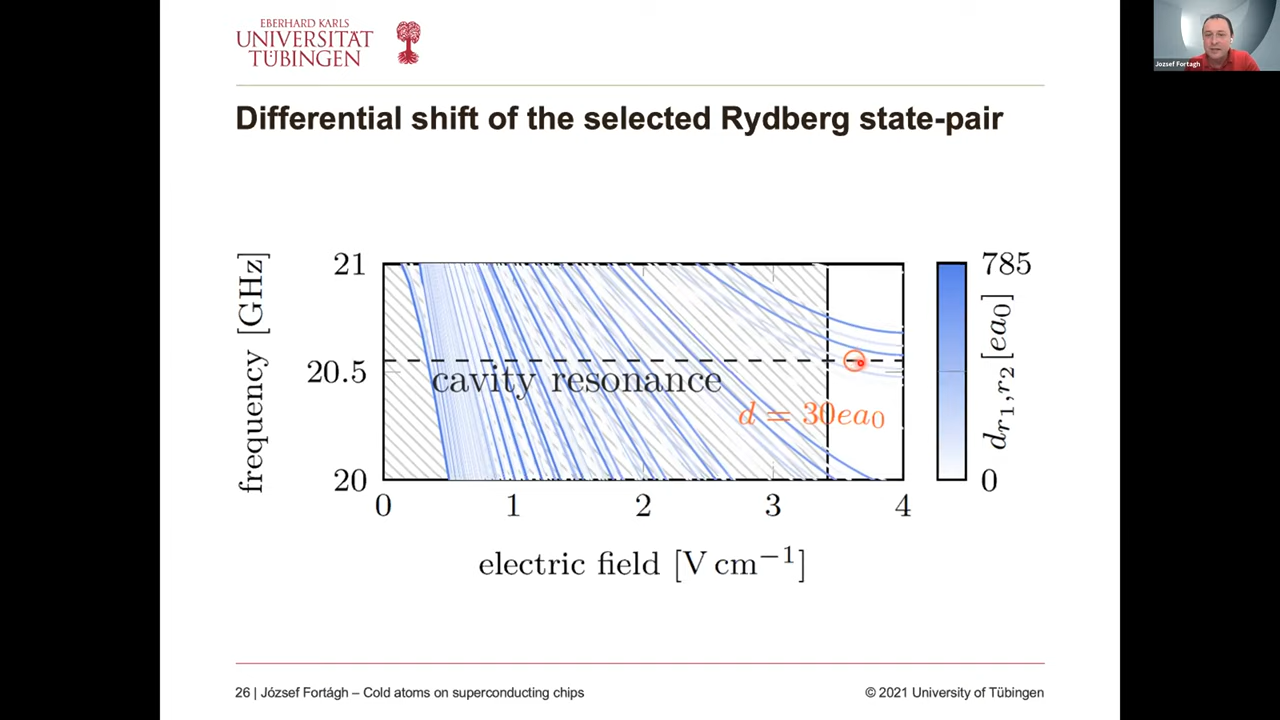 EBERHARD KARLS
UNIVERSITÄT
TÜBINGEN
Jozsef Fortagh
Differential shift of the selected Rydberg state-pair
frequency [GHz]
21
20.5
20
cavity resonance
d = 30ea₀
0 1 2 3 4
electric field [V cm⁻¹]
785
0
d_r₁,r₂ [ea₀]
26 | József Fortágh – Cold atoms on superconducting chips
© 2021 University of Tübingen